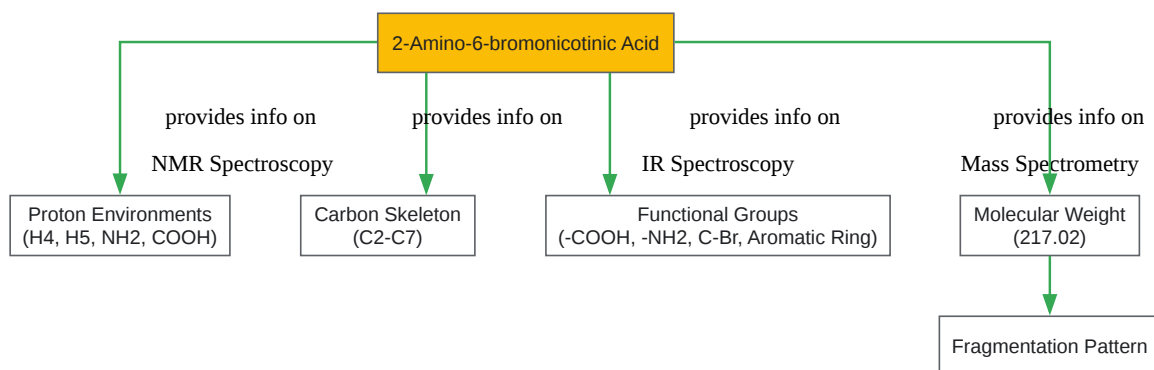 2-Amino-6-bromonicotinic Acid
provides info on
provides info on
provides info on
provides info on
NMR Spectroscopy
IR Spectroscopy
Mass Spectrometry
Proton Environments
(H4, H5, NH2, COOH)
Carbon Skeleton
(C2-C7)
Functional Groups
(-COOH, -NH2, C-Br, Aromatic Ring)
Molecular Weight
(217.02)
Fragmentation Pattern